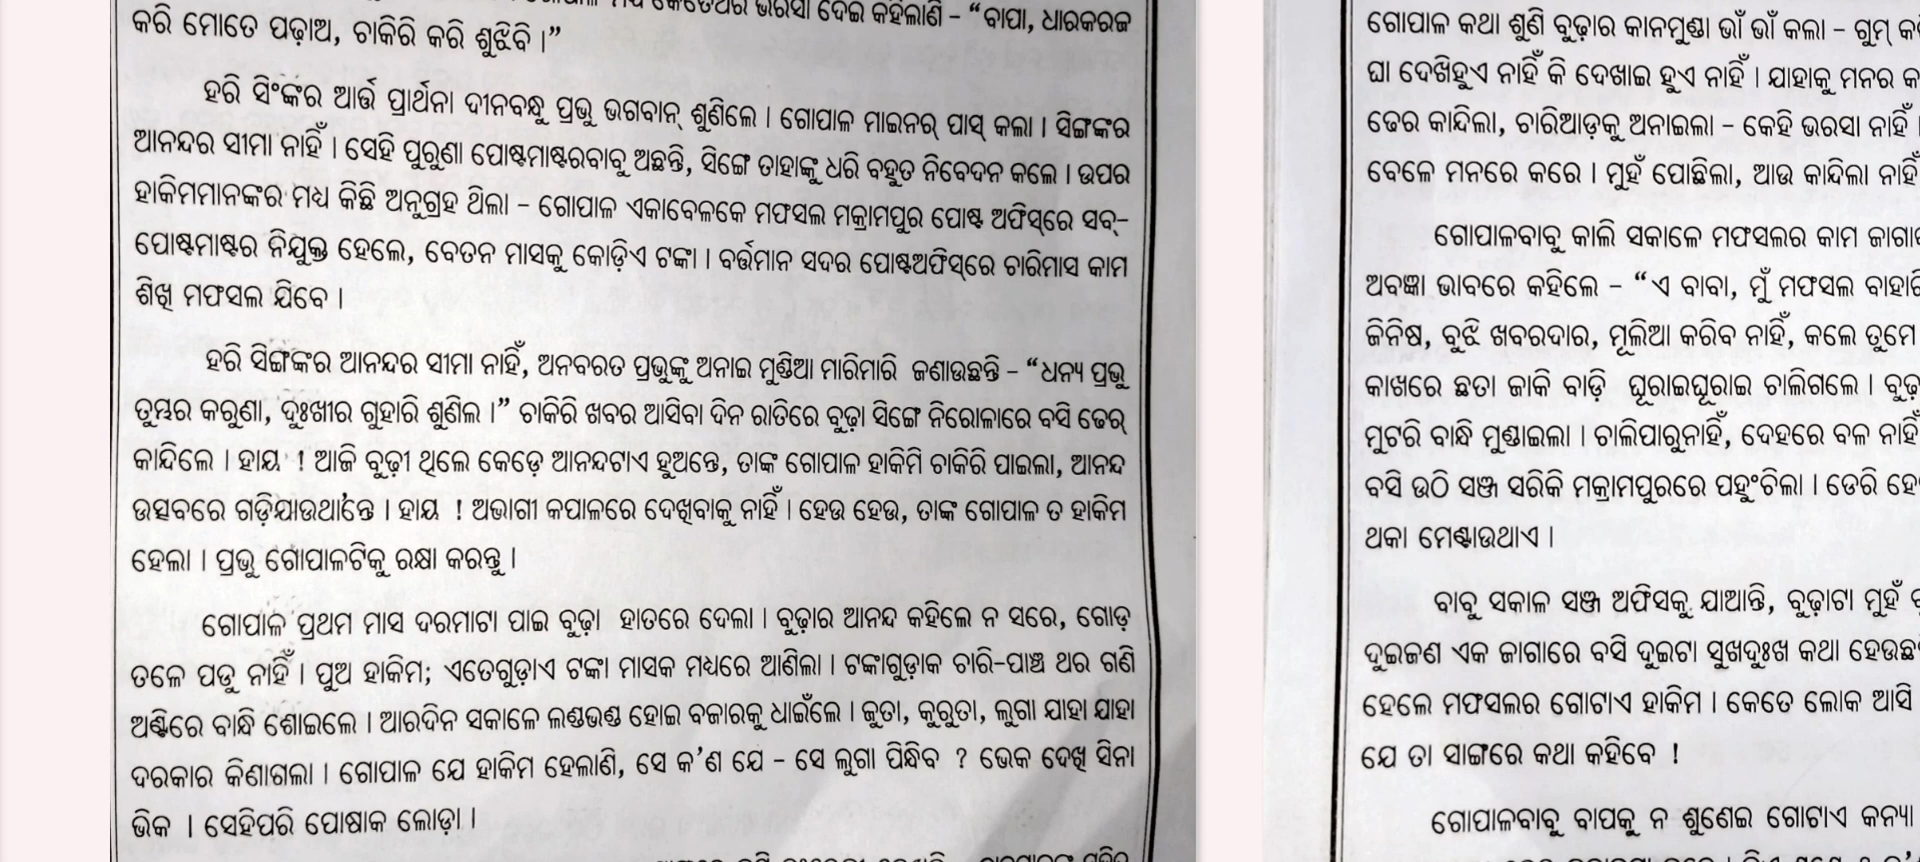 ଗୋପାଳ ମଧ୍ୟ କେତେଥର ଭରସା ଦେଇ କହିଲାଣି – “ବାପା, ଧାରକରଜ
କରି ମୋତେ ପଢ଼ାଅ, ଚାକିରି କରି ଶୁଝିବି ।”
ହରି ସିଂଙ୍କର ଆର୍ତ୍ତ ପ୍ରାର୍ଥନା ଦୀନବନ୍ଧୁ ପ୍ରଭୁ ଭଗବାନ୍ ଶୁଣିଲେ । ଗୋପାଳ ମାଇନର୍ ପାସ୍ କଲା । ସିଙ୍ଗଙ୍କର
ଆନନ୍ଦର ସୀମା ନାହିଁ । ସେହି ପୁରୁଣା ପୋଷ୍ଟମାଷ୍ଟରବାବୁ ଅଛନ୍ତି, ସିଙ୍ଗେ ତାହାଙ୍କୁ ଧରି ବହୁତ ନିବେଦନ କଲେ । ଉପର
ହାକିମମାନଙ୍କର ମଧ୍ୟ କିଛି ଅନୁଗ୍ରହ ଥିଲା – ଗୋପାଳ ଏକାବେଳକେ ମଫସଲ ମକ୍ରାମପୁର ପୋଷ୍ଟ ଅଫିସ୍‌ରେ ସବ୍‌-
ପୋଷ୍ଟମାଷ୍ଟର ନିଯୁକ୍ତ ହେଲେ, ବେତନ ମାସକୁ କୋଡ଼ିଏ ଟଙ୍କା । ବର୍ତ୍ତମାନ ସଦର ପୋଷ୍ଟଅଫିସ୍‌ରେ ଚାରିମାସ କାମ
ଶିଖି ମଫସଲ ଯିବେ ।
ହରି ସିଙ୍ଗଙ୍କର ଆନନ୍ଦର ସୀମା ନାହିଁ, ଅନବରତ ପ୍ରଭୁଙ୍କୁ ଅନାଇ ମୁଣ୍ଡିଆ ମାରିମାରି ଜଣାଉଛନ୍ତି – “ଧନ୍ୟ ପ୍ରଭୁ
ତୁମ୍ଭର କରୁଣା, ଦୁଃଖୀର ଗୁହାରି ଶୁଣିଲ ।” ଚାକିରି ଖବର ଆସିବା ଦିନ ରାତିରେ ବୁଢ଼ା ସିଙ୍ଗେ ନିରୋଳାରେ ବସି ଢେର୍
କାନ୍ଦିଲେ । ହାୟ ! ଆଜି ବୁଢ଼ୀ ଥିଲେ କେଡ଼େ ଆନନ୍ଦଟାଏ ହୁଅନ୍ତେ, ତାଙ୍କ ଗୋପାଳ ହାକିମି ଚାକିରି ପାଇଲା, ଆନନ୍ଦ
ଉତ୍ସବରେ ଗଡ଼ିଯାଉଥା’ନ୍ତେ । ହାୟ ! ଅଭାଗୀ କପାଳରେ ଦେଖିବାକୁ ନାହିଁ । ହେଉ ହେଉ, ତାଙ୍କ ଗୋପାଳ ତ ହାକିମ
ହେଲା । ପ୍ରଭୁ ଗୋପାଳଟିକୁ ରକ୍ଷା କରନ୍ତୁ ।
ଗୋପାଳ ପ୍ରଥମ ମାସ ଦରମାଟା ପାଇ ବୁଢ଼ା ହାତରେ ଦେଲା । ବୁଢ଼ାର ଆନନ୍ଦ କହିଲେ ନ ସରେ, ଗୋଡ଼
ତଳେ ପଡୁ ନାହିଁ । ପୁଅ ହାକିମ; ଏତେଗୁଡ଼ାଏ ଟଙ୍କା ମାସକ ମଧ୍ୟରେ ଆଣିଲା । ଟଙ୍କାଗୁଡ଼ାକ ଚାରି-ପାଞ୍ଚ ଥର ଗଣି
ଅଣ୍ଟିରେ ବାନ୍ଧି ଶୋଇଲେ । ଆରଦିନ ସକାଳେ ଲଣ୍ଡଭଣ୍ଡ ହୋଇ ବଜାରକୁ ଧାଇଁଲେ । ଜୁତା, କୁରୁତା, ଲୁଗା ଯାହା ଯାହା
ଦରକାର କିଣାଗଲା । ଗୋପାଳ ଯେ ହାକିମ ହେଲାଣି, ସେ କ’ଣ ଯେ – ସେ ଲୁଗା ପିନ୍ଧିବ ? ଭେକ ଦେଖି ସିନା
ଭିକ । ସେହିପରି ପୋଷାକ ଲୋଡ଼ା ।
ଗୋପାଳ କଥା ଶୁଣି ବୁଢ଼ାର କାନମୁଣ୍ଡା ଭାଁ ଭାଁ କଲା – ଗୁମ୍
ଘା ଦେଖିହୁଏ ନାହିଁ କି ଦେଖାଇ ହୁଏ ନାହିଁ । ଯାହାକୁ ମନର
ଢେର କାନ୍ଦିଲା, ଚାରିଆଡ଼କୁ ଅନାଇଲା – କେହି ଭରସା ନାହିଁ ।
ବେଳେ ମନରେ କରେ । ମୁହଁ ପୋଛିଲା, ଆଉ କାନ୍ଦିଲା ନାହିଁ
ଗୋପାଳବାବୁ କାଲି ସକାଳେ ମଫସଲର କାମ
ଅବଜ୍ଞା ଭାବରେ କହିଲେ – “ଏ ବାବା, ମୁଁ ମଫସଲ
ଜିନିଷ, ବୁଝି ଖବରଦାର, ମୂଲିଆ କରିବ ନାହିଁ, କଲେ ତୁମେ
କାଖରେ ଛତା ଜାକି ବାଡ଼ି ଘୂରାଇଘୂରାଇ ଚାଲିଗଲେ ।
ମୁଟରି ବାନ୍ଧି ମୁଣ୍ଡାଇଲା । ଚାଲିପାରୁନାହିଁ, ଦେହରେ ବଳ ନାହିଁ
ବସି ଉଠି ସଞ୍ଜ ସରିକି ମକ୍ରାମପୁରରେ ପହୁଂଚିଲା । ଡେରି
ଥକା ମେଣ୍ଟାଉଥାଏ ।
ବାବୁ ସକାଳ ସଞ୍ଜ ଅଫିସକୁ ଯାଆନ୍ତି, ବୁଢ଼ାଟା ମୁହଁ
ଦୁଇଜଣ ଏକ ଜାଗାରେ ବସି ଦୁଇଟା ସୁଖଦୁଃଖ କଥା
ହେଲେ ମଫସଲର ଗୋଟାଏ ହାକିମ । କେତେ ଲୋକ ଆସି
ଯେ ତା ସାଙ୍ଗରେ କଥା କହିବେ !
ଗୋପାଳବାବୁ ବାପକୁ ନ ଶୁଣେଇ ଗୋଟାଏ କନ୍ୟା